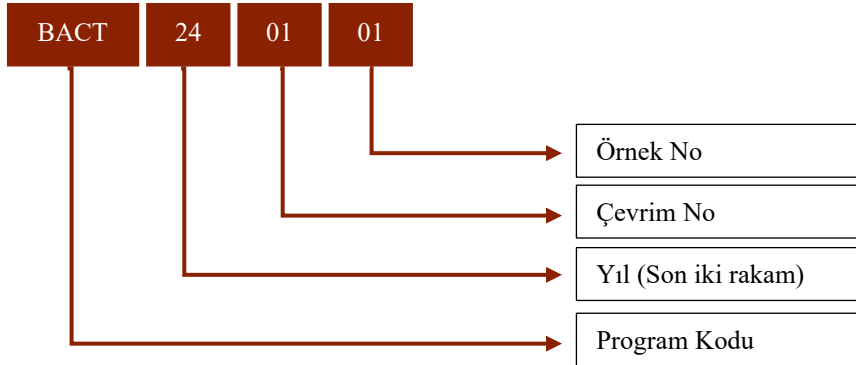 BACT 24 01 01
Örnek No
Çevrim No
Yıl (Son iki rakam)
Program Kodu